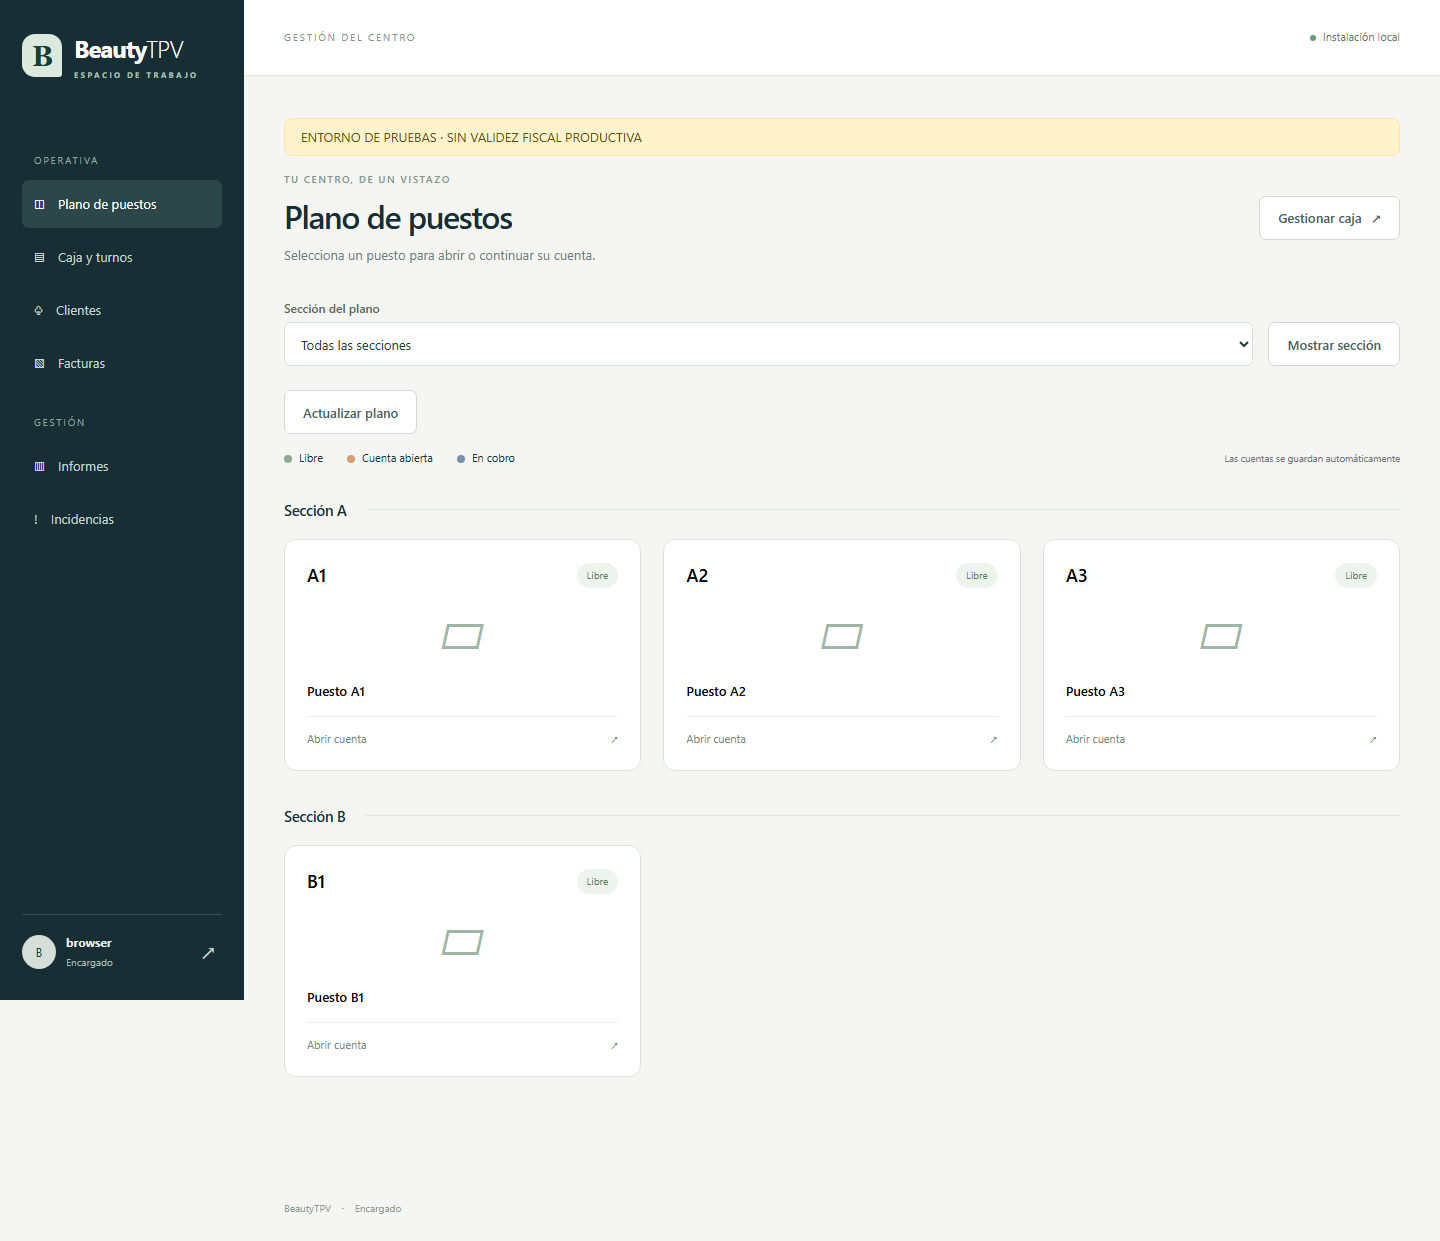 B
BeautyTPV
ESPACIO DE TRABAJO
OPERATIVA
Plano de puestos
Caja y turnos
Clientes
Facturas
GESTIÓN
Informes
! Incidencias
B
browser
Encargado
GESTIÓN DEL CENTRO
Instalación local
ENTORNO DE PRUEBAS · SIN VALIDEZ FISCAL PRODUCTIVA
TU CENTRO, DE UN VISTAZO
Plano de puestos
Gestionar caja ↗
Selecciona un puesto para abrir o continuar su cuenta.
Sección del plano
Todas las secciones
Mostrar sección
Actualizar plano
Libre
Cuenta abierta
En cobro
Las cuentas se guardan automáticamente
Sección A
A1 Libre
Puesto A1
Abrir cuenta ↗
A2 Libre
Puesto A2
Abrir cuenta ↗
A3 Libre
Puesto A3
Abrir cuenta ↗
Sección B
B1 Libre
Puesto B1
Abrir cuenta ↗
BeautyTPV · Encargado